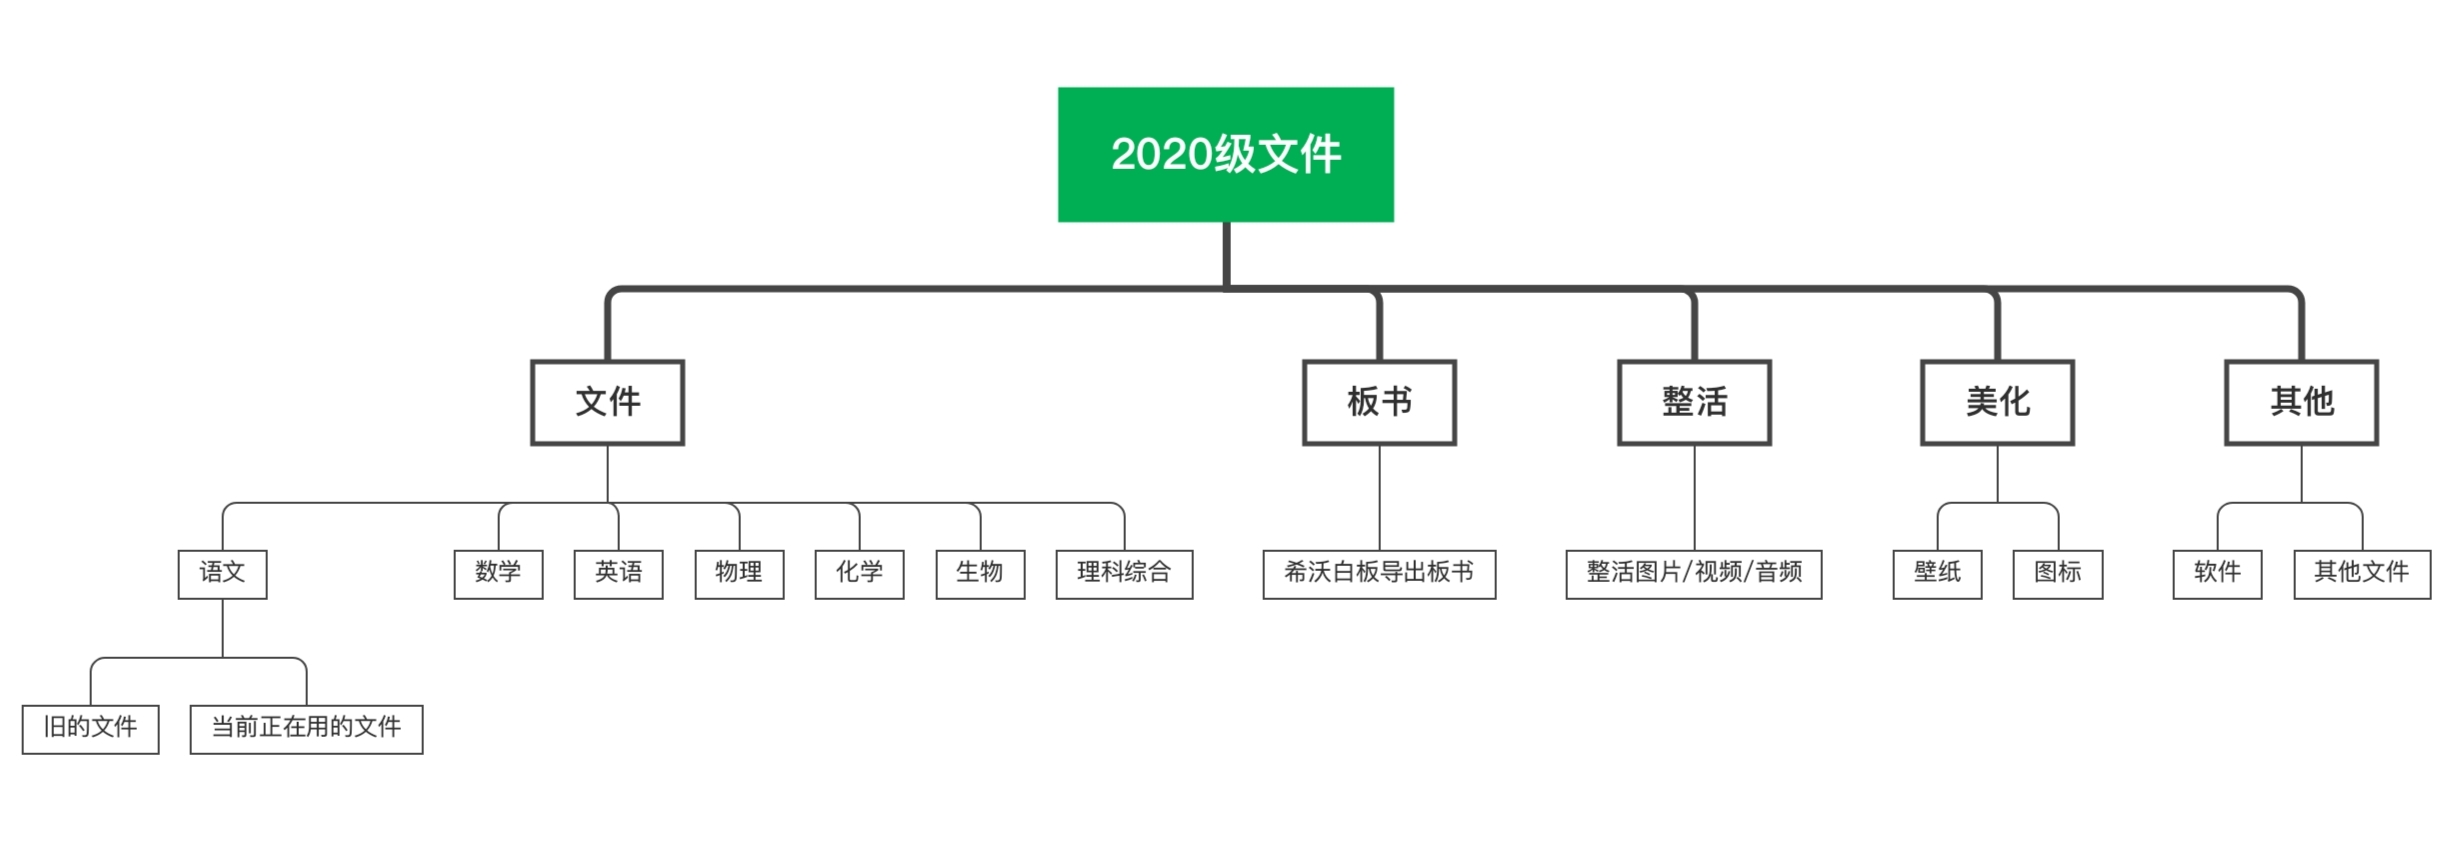 2020级文件
文件
板书
整活
美化
其他
语文
数学
英语
物理
化学
生物
理科综合
希沃白板导出板书
整活图片/视频/音频
壁纸
图标
软件
其他文件
旧的文件
当前正在用的文件